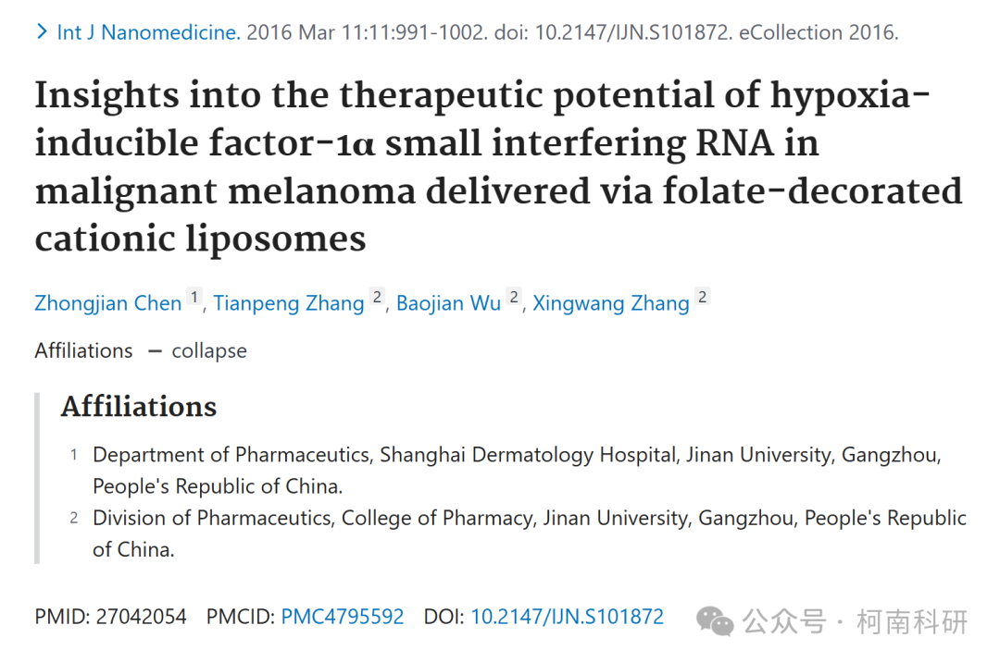 > Int J Nanomedicine. 2016 Mar 11:11:991-1002. doi: 10.2147/IJN.S101872. eCollection 2016.
Insights into the therapeutic potential of hypoxia-
inducible factor-1α small interfering RNA in
malignant melanoma delivered via folate-decorated
cationic liposomes
Zhongjian Chen 1, Tianpeng Zhang 2, Baojian Wu 2, Xingwang Zhang 2
Affiliations − collapse
Affiliations
1 Department of Pharmaceutics, Shanghai Dermatology Hospital, Jinan University, Gangzhou,
People's Republic of China.
2 Division of Pharmaceutics, College of Pharmacy, Jinan University, Gangzhou, People's Republic
of China.
PMID: 27042054 PMCID: PMC4795592 DOI: 10.2147/IJN.S101872
公众号 · 柯南科研